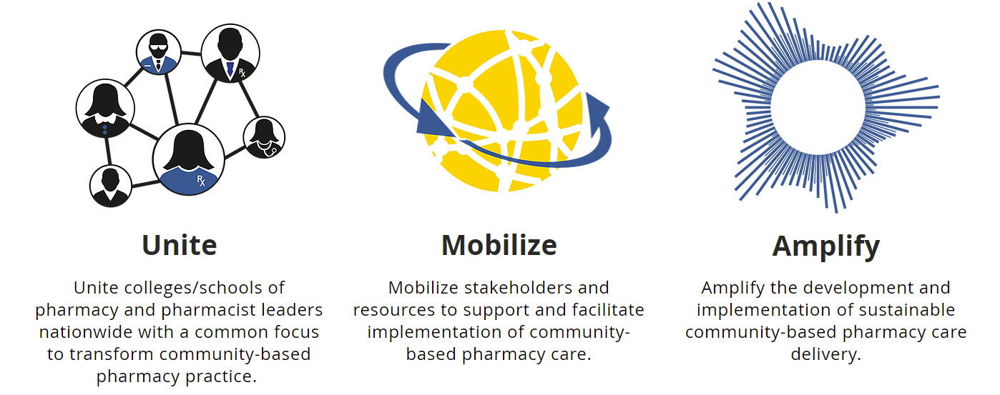 Rx
Rx
Unite
Unite colleges/schools of
pharmacy and pharmacist leaders
nationwide with a common focus
to transform community-based
pharmacy practice.
Mobilize
Mobilize stakeholders and
resources to support and facilitate
implementation of community-
based pharmacy care.
Amplify
Amplify the development and
implementation of sustainable
community-based pharmacy care
delivery.